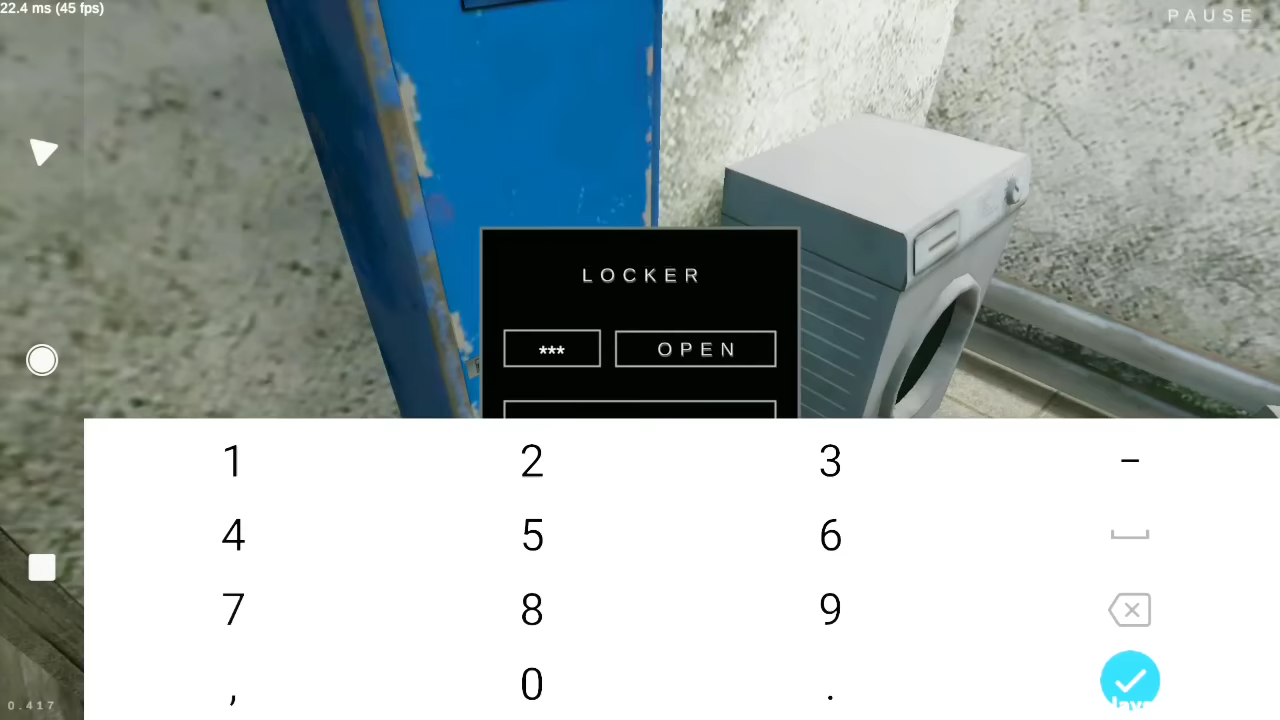 22.4 ms (45 fps)
PAUSE
LOCKER
*** OPEN
1 2 3 -
4 5 6
7 8 9
, 0 .
0.417